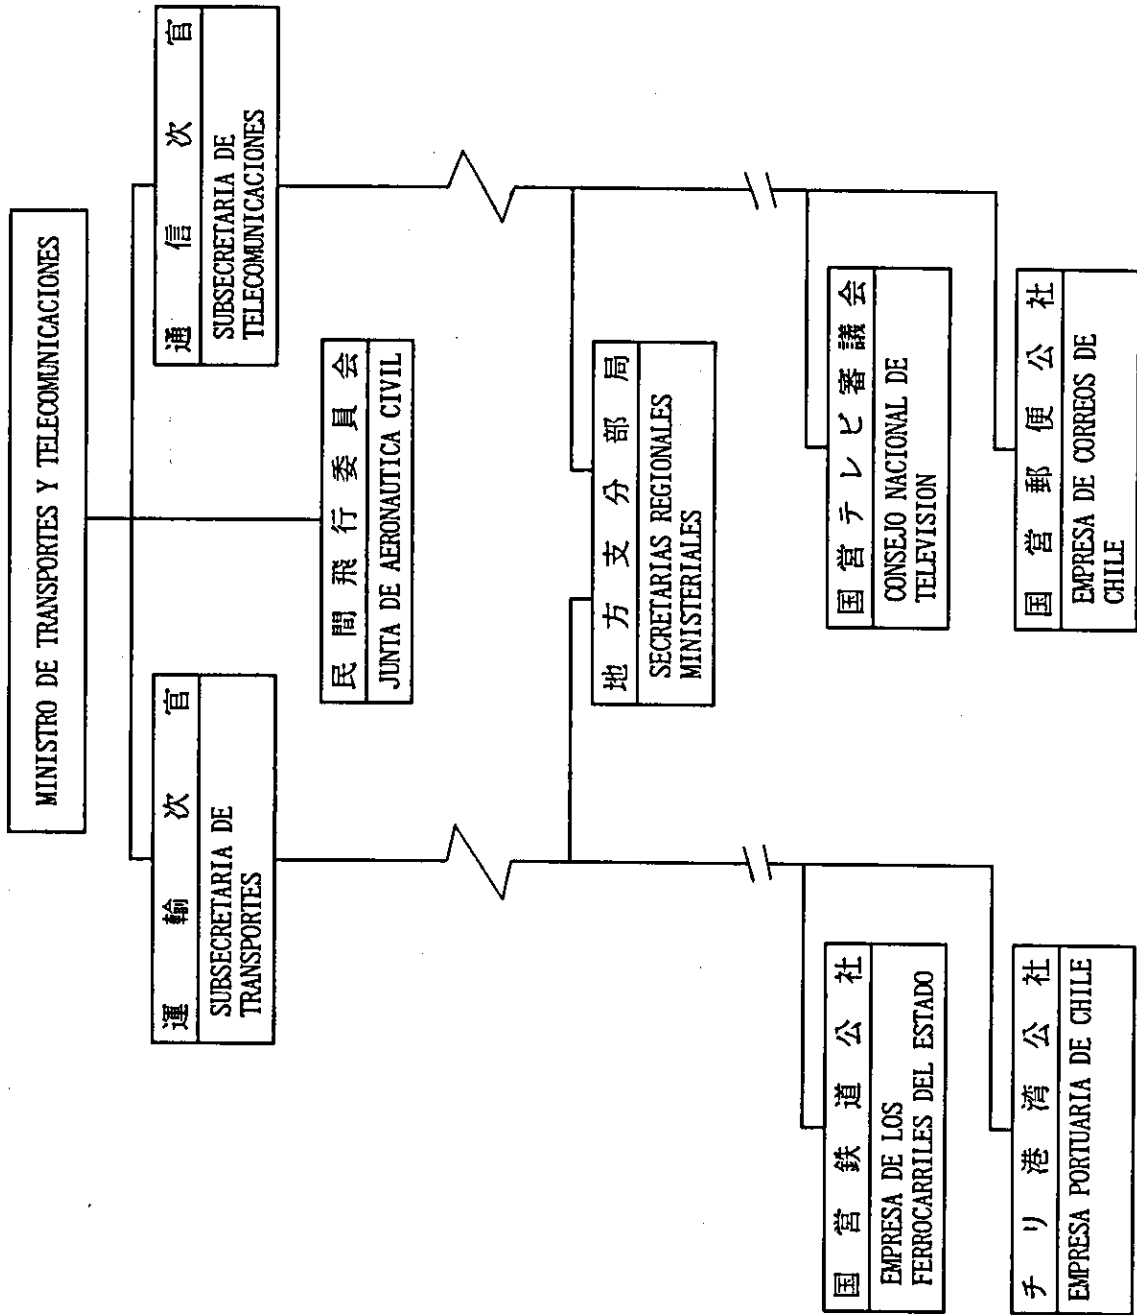 MINISTRO DE TRANSPORTES Y TELECOMUNICACIONES
運輸次官
SUBSECRETARIA DE
TRANSPORTES
通信次官
SUBSECRETARIA DE
TELECOMUNICACIONES
民間飛行委員会
JUNTA DE AERONAUTICA CIVIL
地方支分部局
SECRETARIAS REGIONALES
MINISTERIALES
国営鉄道公社
EMPRESA DE LOS
FERROCARRILES DEL ESTADO
国営テレビ審議会
CONSEJO NACIONAL DE
TELEVISION
チリ港湾公社
EMPRESA PORTUARIA DE CHILE
国営郵便公社
EMPRESA DE CORREOS DE
CHILE